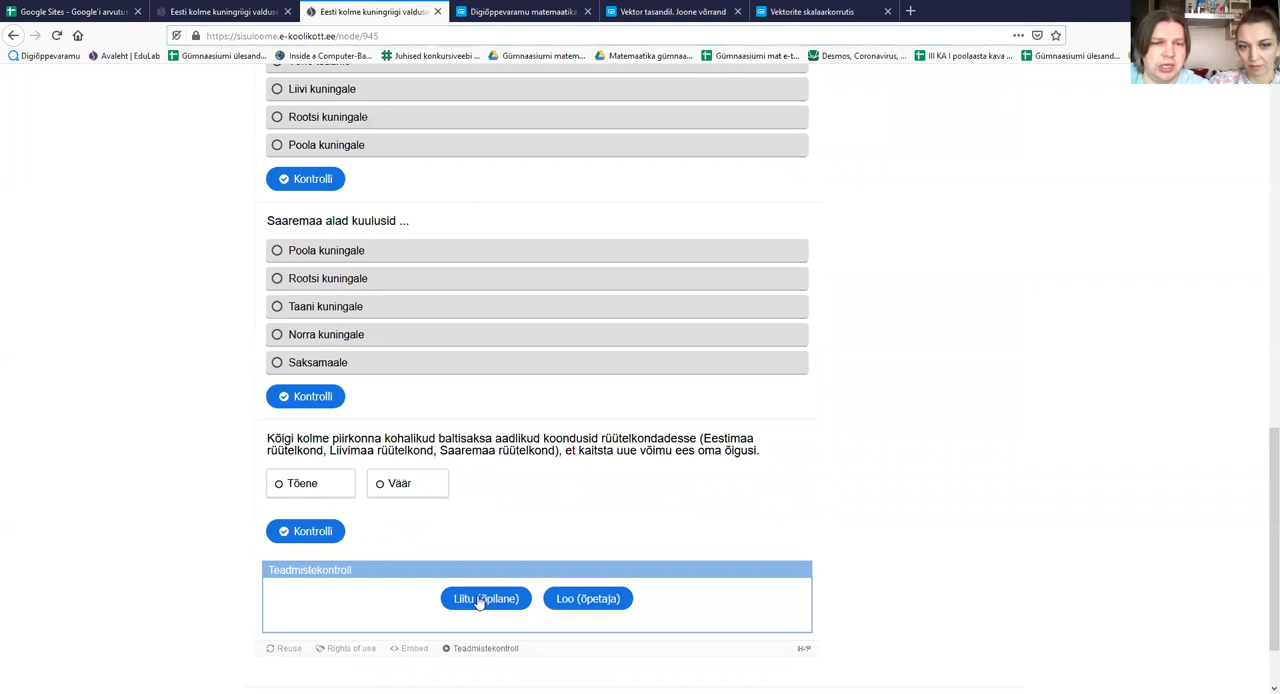 Google Sites - Google'i arvutus
Eesti kolme kuningriigi valduse
Eesti kolme kuningriigi valduse
Digiõppevaramu matemaatika
Vektor tasandil. Joone võrrand
Vektorite skalaarkorrutis
https://sisuloome.e-koolikott.ee/node/945
Digiõppevaramu
Avaleht | EduLab
Gümnaasiumi ülesand...
Inside a Computer-Ba...
Juhised konkursiveebi...
Gümnaasiumi matem...
Matemaatika gümnaa...
Gümnaasiumi mat e-t...
Desmos, Coronavirus, ...
III KA I poolaasta kava ...
Gümnaasiumi ülesand...
Liivi kuningale
Rootsi kuningale
Poola kuningale
Kontrolli
Saaremaa alad kuulusid ...
Poola kuningale
Rootsi kuningale
Taani kuningale
Norra kuningale
Saksamaale
Kontrolli
Kõigi kolme piirkonna kohalikud baltisaksa aadlikud koondusid rüütelkondadesse (Eestimaa
rüütelkond, Liivimaa rüütelkond, Saaremaa rüütelkond), et kaitsta uue võimu ees oma õigusi.
Tõene
Väär
Kontrolli
Teadmistekontroll
Liitu (õpilane)
Loo (õpetaja)
Reuse
Rights of use
Embed
Teadmistekontroll
H-P